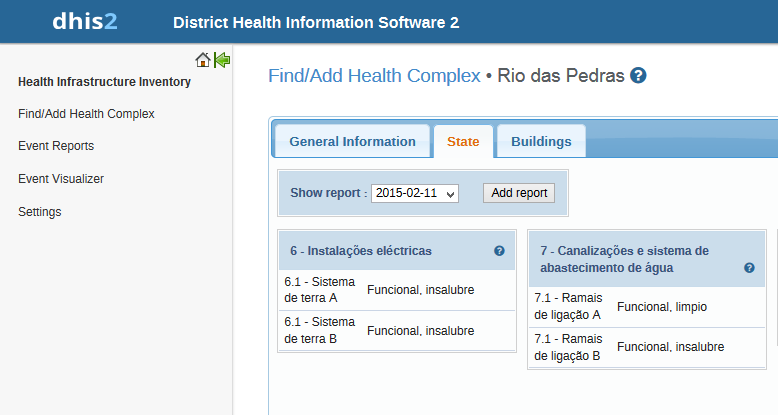 dhis2 District Health Information Software 2
Health Infrastructure Inventory
Find/Add Health Complex
Event Reports
Event Visualizer
Settings
Find/Add Health Complex • Rio das Pedras ?
General Information State Buildings
Show report : 2015-02-11 Add report
6 - Instalações eléctricas ?
6.1 - Sistema
de terra A
Funcional, insalubre
6.1 - Sistema
de terra B
Funcional, insalubre
7 - Canalizações e sistema de
abastecimento de água ?
7.1 - Ramais
de ligação A
Funcional, limpio
7.1 - Ramais
de ligação B
Funcional, insalubre